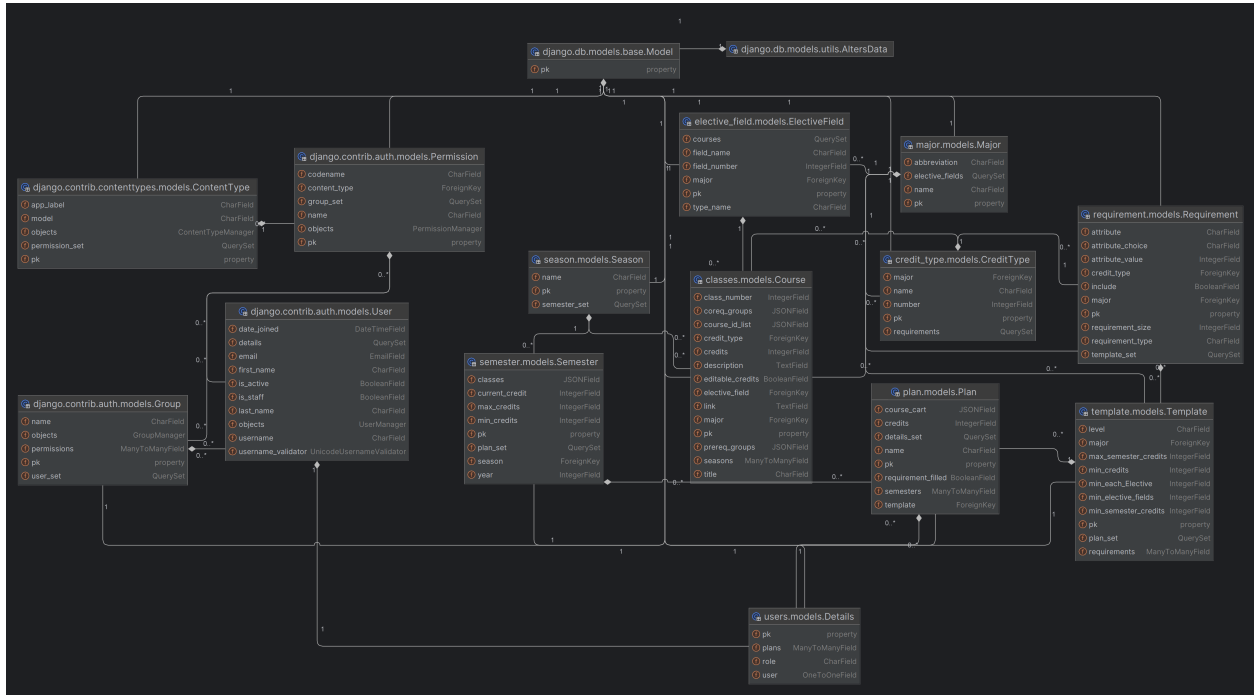 django.db.models.base.Model
pk property
django.db.models.utils.AltersData
elective_field.models.ElectiveField
courses QuerySet
field_name CharField
field_number IntegerField
major ForeignKey
pk property
type_name CharField
major.models.Major
abbreviation CharField
elective_fields QuerySet
name CharField
pk property
django.contrib.auth.models.Permission
codename CharField
content_type ForeignKey
group_set QuerySet
name CharField
objects PermissionManager
pk property
django.contrib.contenttypes.models.ContentType
app_label CharField
model CharField
objects ContentTypeManager
permission_set QuerySet
pk property
requirement.models.Requirement
attribute CharField
attribute_choice CharField
attribute_value IntegerField
credit_type ForeignKey
include BooleanField
major ForeignKey
pk property
requirement_size IntegerField
requirement_type CharField
template_set QuerySet
season.models.Season
name CharField
pk property
semester_set QuerySet
credit_type.models.CreditType
major ForeignKey
name CharField
number IntegerField
pk property
requirements QuerySet
classes.models.Course
class_number IntegerField
coreq_groups JSONField
course_id_list JSONField
credit_type ForeignKey
credits IntegerField
description TextField
editable_credits BooleanField
elective_field ForeignKey
link TextField
major ForeignKey
pk property
prereq_groups JSONField
seasons ManyToManyField
title CharField
django.contrib.auth.models.User
date_joined DateTimeField
details QuerySet
email EmailField
first_name CharField
is_active BooleanField
is_staff BooleanField
last_name CharField
objects UserManager
username CharField
username_validator UnicodeUsernameValidator
semester.models.Semester
classes JSONField
current_credit IntegerField
max_credits IntegerField
min_credits IntegerField
pk property
plan_set QuerySet
season ForeignKey
year IntegerField
plan.models.Plan
course_cart JSONField
credits IntegerField
details_set QuerySet
name CharField
pk property
requirement_filled BooleanField
semesters ManyToManyField
template ForeignKey
django.contrib.auth.models.Group
name CharField
objects GroupManager
permissions ManyToManyField
pk property
user_set QuerySet
template.models.Template
level CharField
major ForeignKey
max_semester_credits IntegerField
min_credits IntegerField
min_each_Elective IntegerField
min_elective_fields IntegerField
min_semester_credits IntegerField
pk property
plan_set QuerySet
requirements ManyToManyField
users.models.Details
pk property
plans ManyToManyField
role CharField
user OneToOneField